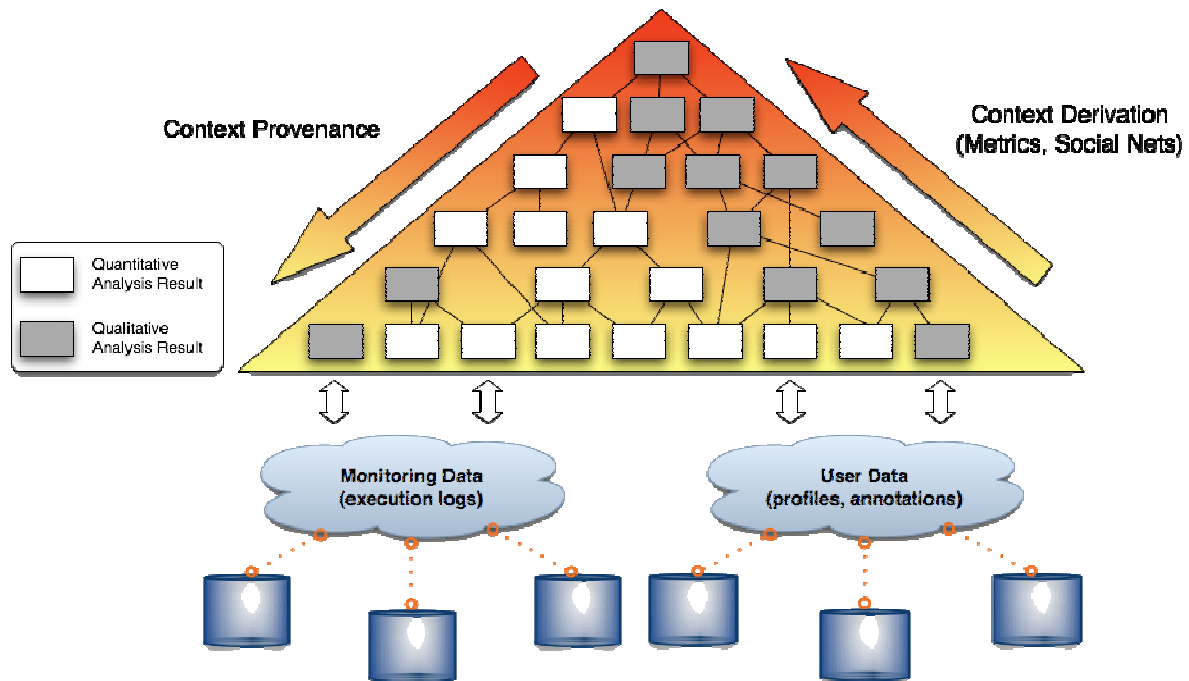 Context Provenance
Context Derivation
(Metrics, Social Nets)
Quantitative
Analysis Result
Qualitative
Analysis Result
Monitoring Data
(execution logs)
User Data
(profiles, annotations)